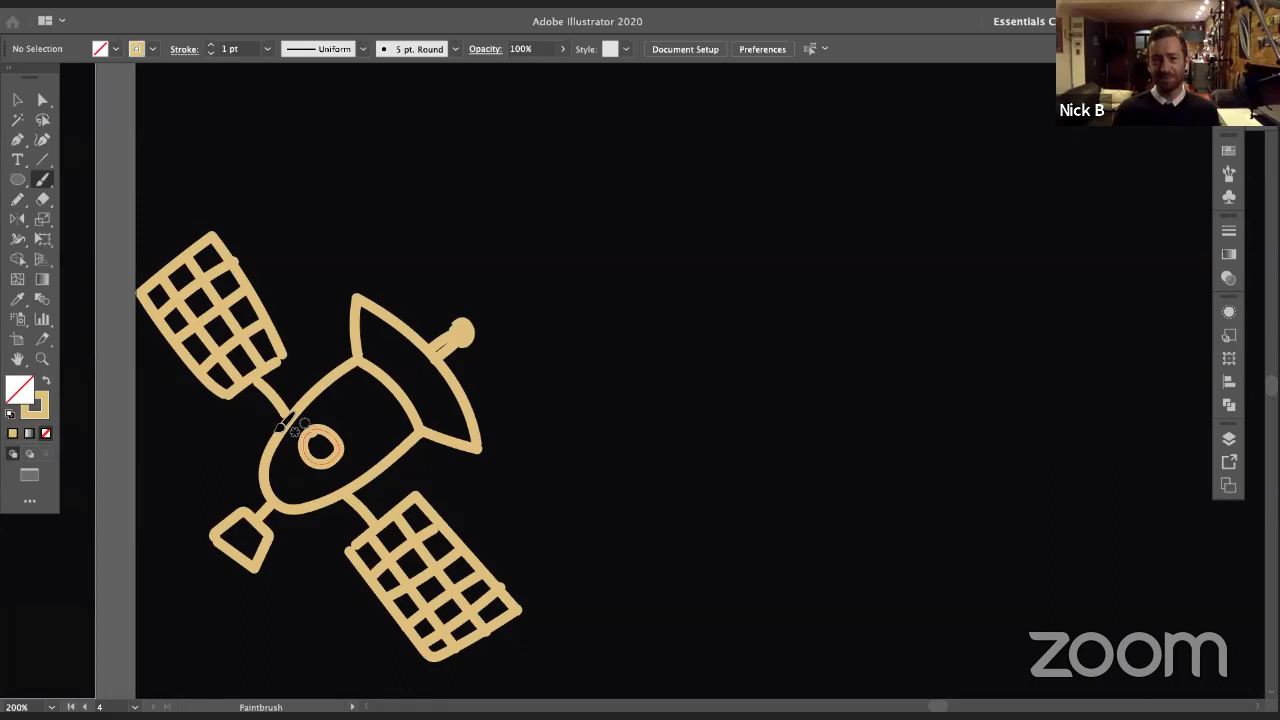 Adobe Illustrator 2020
Essentials C
No Selection
Stroke:
1 pt
Uniform
5 pt. Round
Opacity:
100%
Style:
Document Setup
Preferences
Nick B
zoom
200%
4
Paintbrush